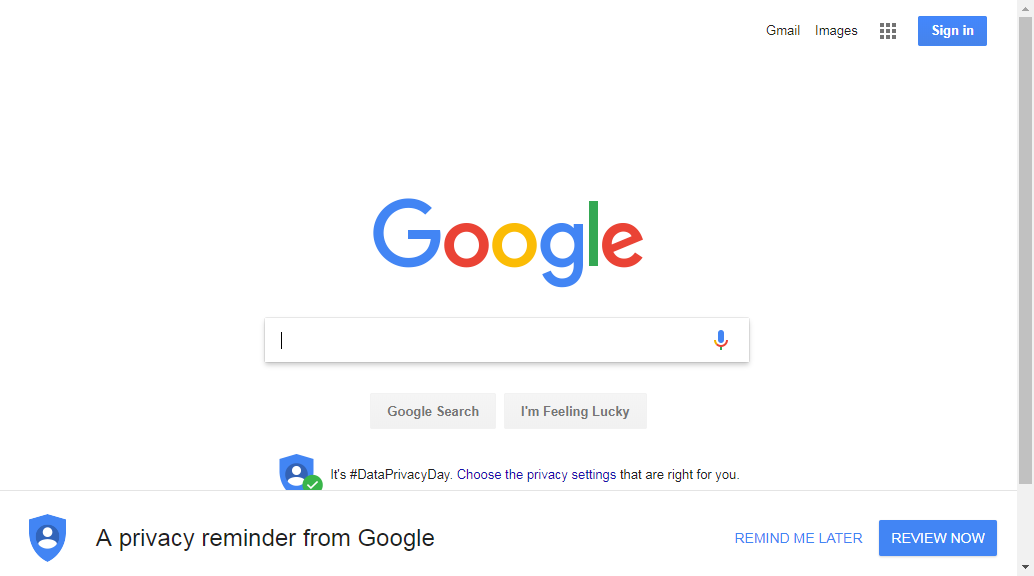 Gmail Images Sign in
Google
Google Search I'm Feeling Lucky
It's #DataPrivacyDay. Choose the privacy settings that are right for you.
A privacy reminder from Google REMIND ME LATER REVIEW NOW